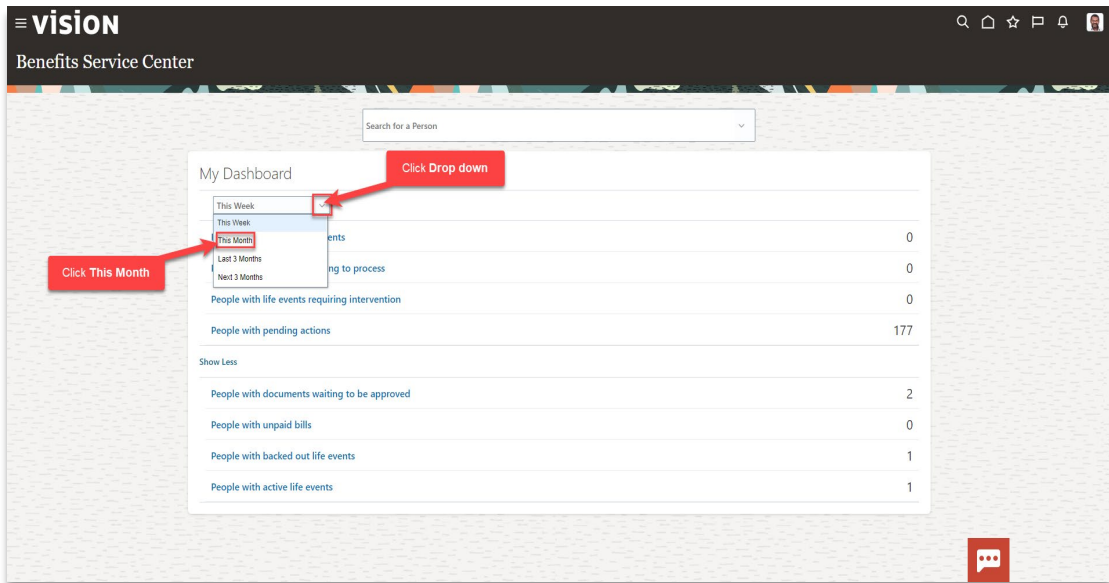 vision
Benefits Service Center
Search for a Person
My Dashboard
Click Drop down
This Week
This Week
This Month
Last 3 Months
Next 3 Months
Click This Month
ents 0
ng to process 0
People with life events requiring intervention 0
People with pending actions 177
Show Less
People with documents waiting to be approved 2
People with unpaid bills 0
People with backed out life events 1
People with active life events 1